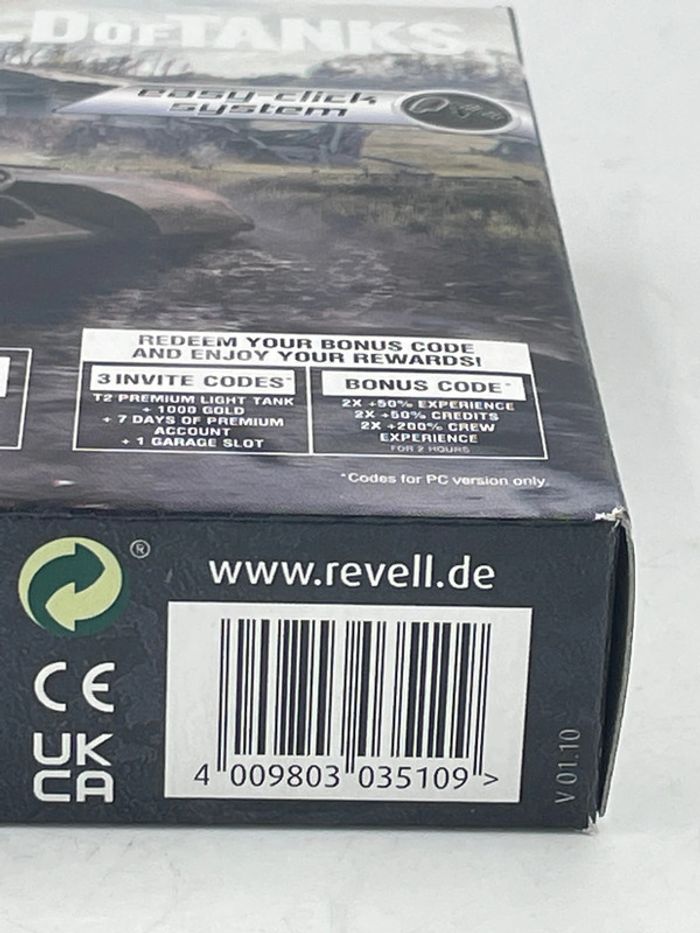 D OF TANKS
easy-click
system
REDEEM YOUR BONUS CODE
AND ENJOY YOUR REWARDS!
3 INVITE CODES*
T2 PREMIUM LIGHT TANK
+ 1000 GOLD
+ 7 DAYS OF PREMIUM
ACCOUNT
+ 1 GARAGE SLOT
BONUS CODE*
2X +50% EXPERIENCE
2X +50% CREDITS
2X +200% CREW
EXPERIENCE
FOR 2 HOURS
*Codes for PC version only.
®
www.revell.de
CE
UK
CA
4 009803 035109 >
V 01.10